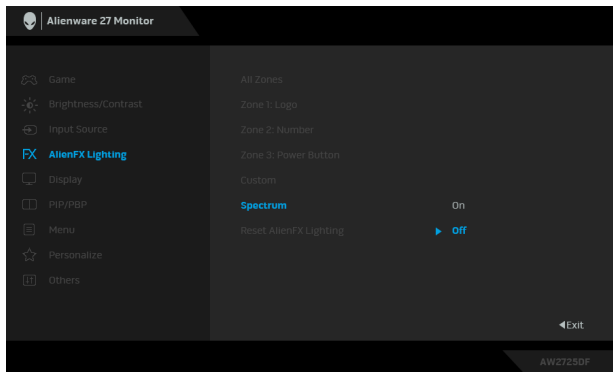 Alienware 27 Monitor
Game
All Zones
Brightness/Contrast
Zone 1: Logo
Input Source
Zone 2: Number
FX AlienFX Lighting
Zone 3: Power Button
Display
Custom
PIP/PBP
Spectrum On
Menu
Reset AlienFX Lighting Off
Personalize
Others
Exit
AW2725DF